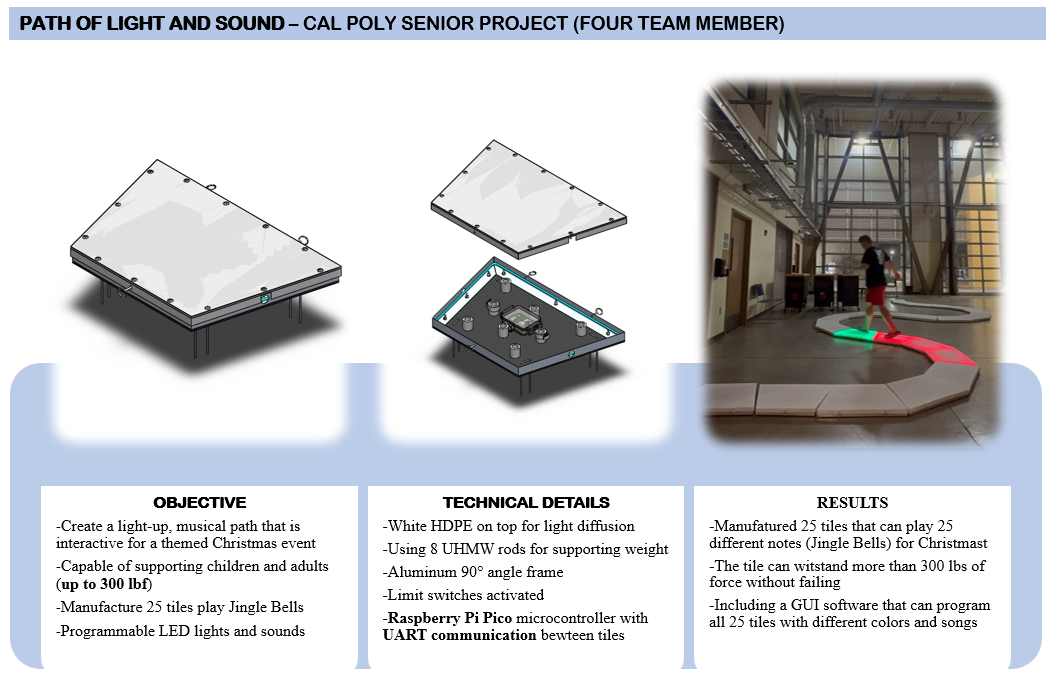 PATH OF LIGHT AND SOUND – CAL POLY SENIOR PROJECT (FOUR TEAM MEMBER)
OBJECTIVE
-Create a light-up, musical path that is
interactive for a themed Christmas event
-Capable of supporting children and adults
(up to 300 lbf)
-Manufacture 25 tiles play Jingle Bells
-Programmable LED lights and sounds
TECHNICAL DETAILS
-White HDPE on top for light diffusion
-Using 8 UHMW rods for supporting weight
-Aluminum 90° angle frame
-Limit switches activated
-Raspberry Pi Pico microcontroller with
UART communication bewteen tiles
RESULTS
-Manufatured 25 tiles that can play 25
different notes (Jingle Bells) for Christmast
-The tile can witstand more than 300 lbs of
force without failing
-Including a GUI software that can program
all 25 tiles with different colors and songs